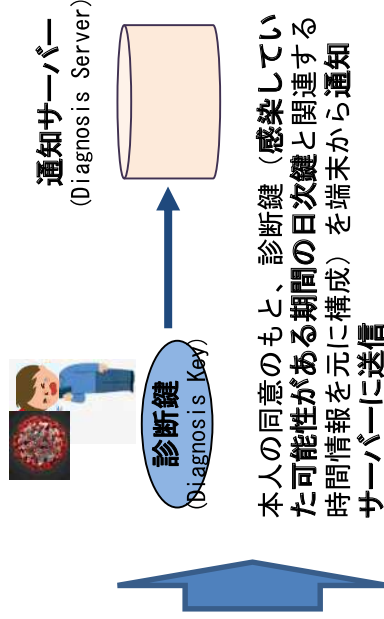 通知サーバー
(Diagnosis Server)
診断鍵
(Diagnosis Key)
本人の同意のもと、診断鍵（感染してい
た可能性がある期間の日次鍵と関連する
時間情報を元に構成）を端末から通知
サーバーに送信